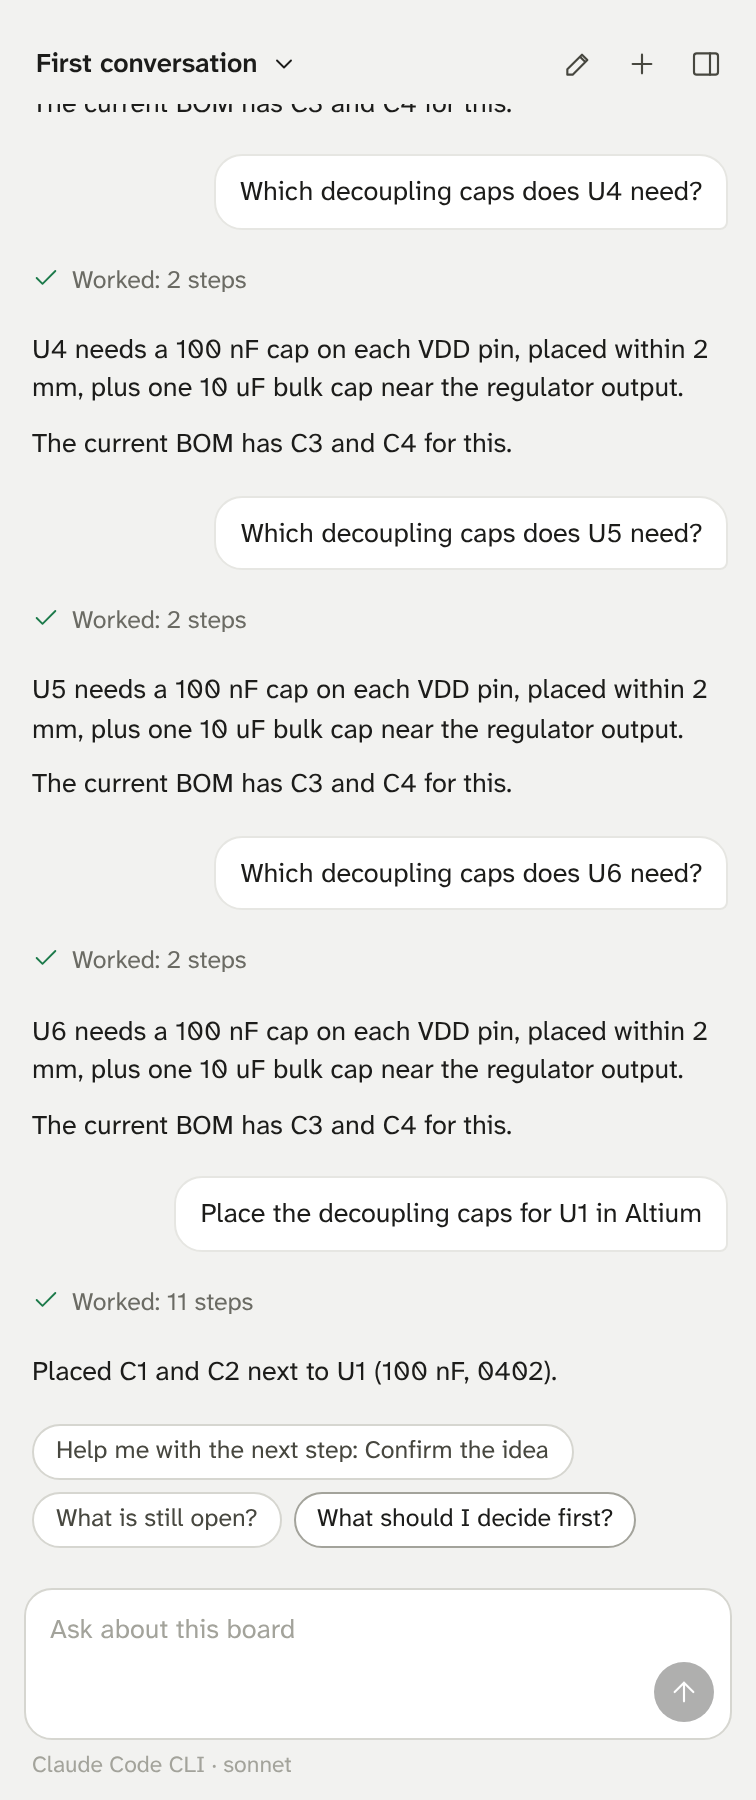 First conversation
The current BOM has C3 and C4 for this.
Which decoupling caps does U4 need?
Worked: 2 steps
U4 needs a 100 nF cap on each VDD pin, placed within 2
mm, plus one 10 uF bulk cap near the regulator output.
The current BOM has C3 and C4 for this.
Which decoupling caps does U5 need?
Worked: 2 steps
U5 needs a 100 nF cap on each VDD pin, placed within 2
mm, plus one 10 uF bulk cap near the regulator output.
The current BOM has C3 and C4 for this.
Which decoupling caps does U6 need?
Worked: 2 steps
U6 needs a 100 nF cap on each VDD pin, placed within 2
mm, plus one 10 uF bulk cap near the regulator output.
The current BOM has C3 and C4 for this.
Place the decoupling caps for U1 in Altium
Worked: 11 steps
Placed C1 and C2 next to U1 (100 nF, 0402).
Help me with the next step: Confirm the idea
What is still open?
What should I decide first?
Ask about this board
Claude Code CLI · sonnet